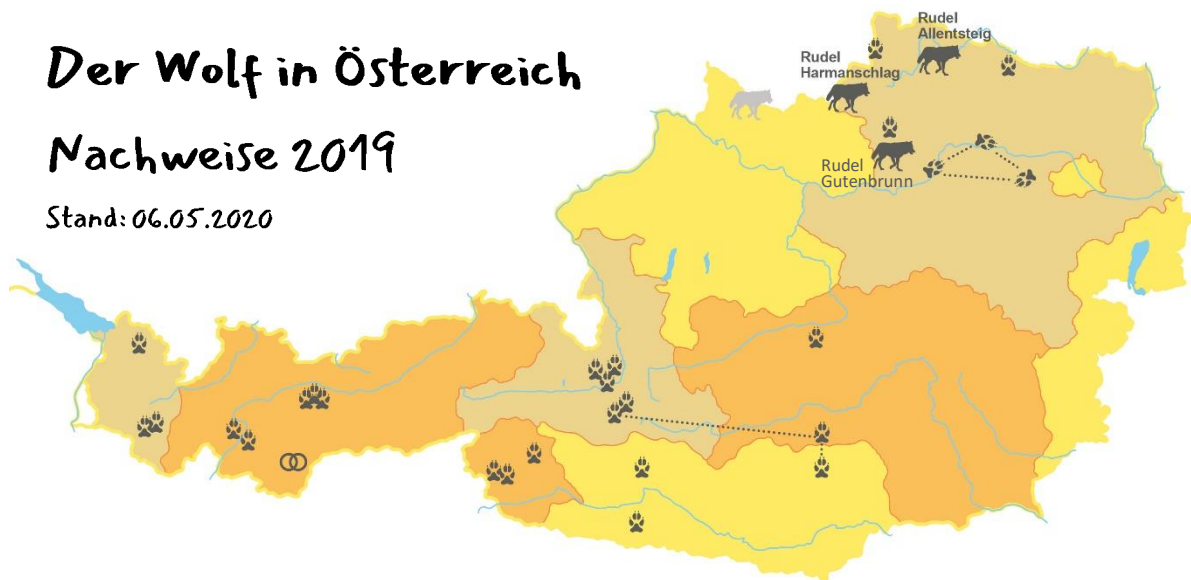 Der Wolf in Österreich
Nachweise 2019
Stand: 06.05.2020
Rudel
Allentsteig
Rudel
Harmanschlag
Rudel
Gutenbrunn